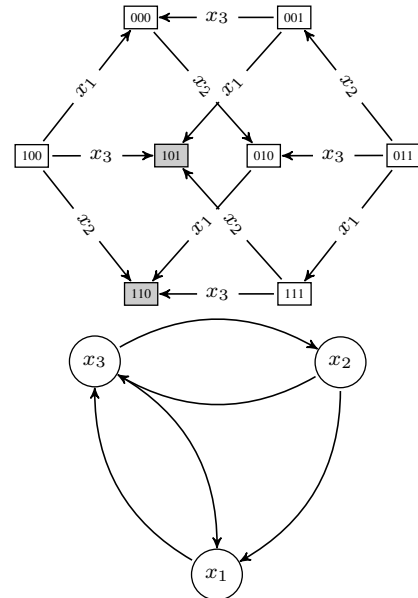 000 x₃ 001
x₁ x₂ x₁ x₂
100 x₃ 101 010 x₃ 011
x₂ x₁ x₂ x₁
110 x₃ 111
x₃ x₂
x₁